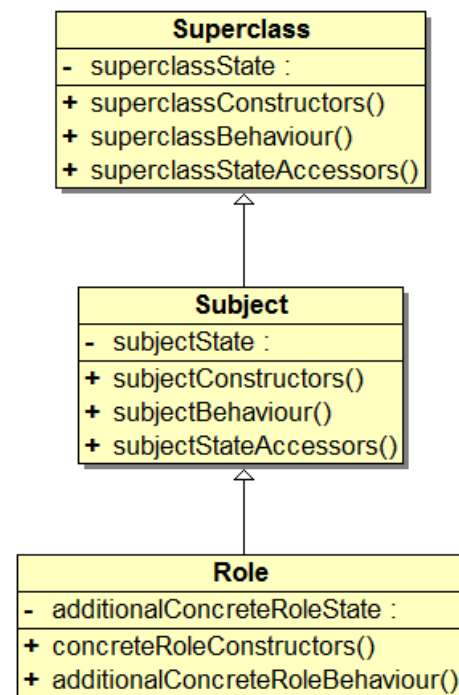 Superclass
- superclassState :
+ superclassConstructors()
+ superclassBehaviour()
+ superclassStateAccessors()
Subject
- subjectState :
+ subjectConstructors()
+ subjectBehaviour()
+ subjectStateAccessors()
Role
- additionalConcreteRoleState :
+ concreteRoleConstructors()
+ additionalConcreteRoleBehaviour()